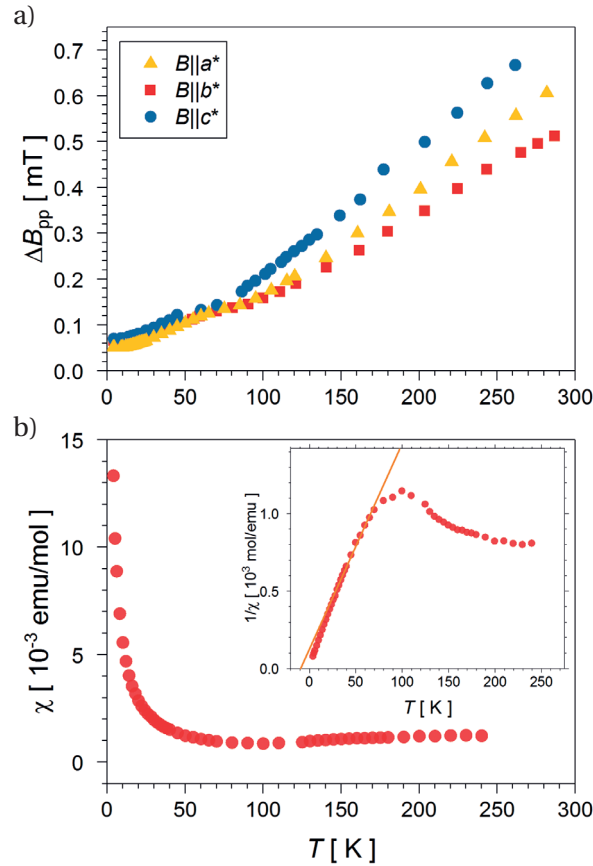 a)
0.7
0.6
0.5
0.4
0.3
0.2
0.1
0.0
ΔBpp [ mT ]
B||a*
B||b*
B||c*
0 50 100 150 200 250 300
b)
15
10
5
0
χ [ 10-3 emu/mol ]
1.0
0.5
0.0
1/χ [ 103 mol/emu ]
0 50 100 150 200 250
T [ K ]
0 50 100 150 200 250 300
T [ K ]